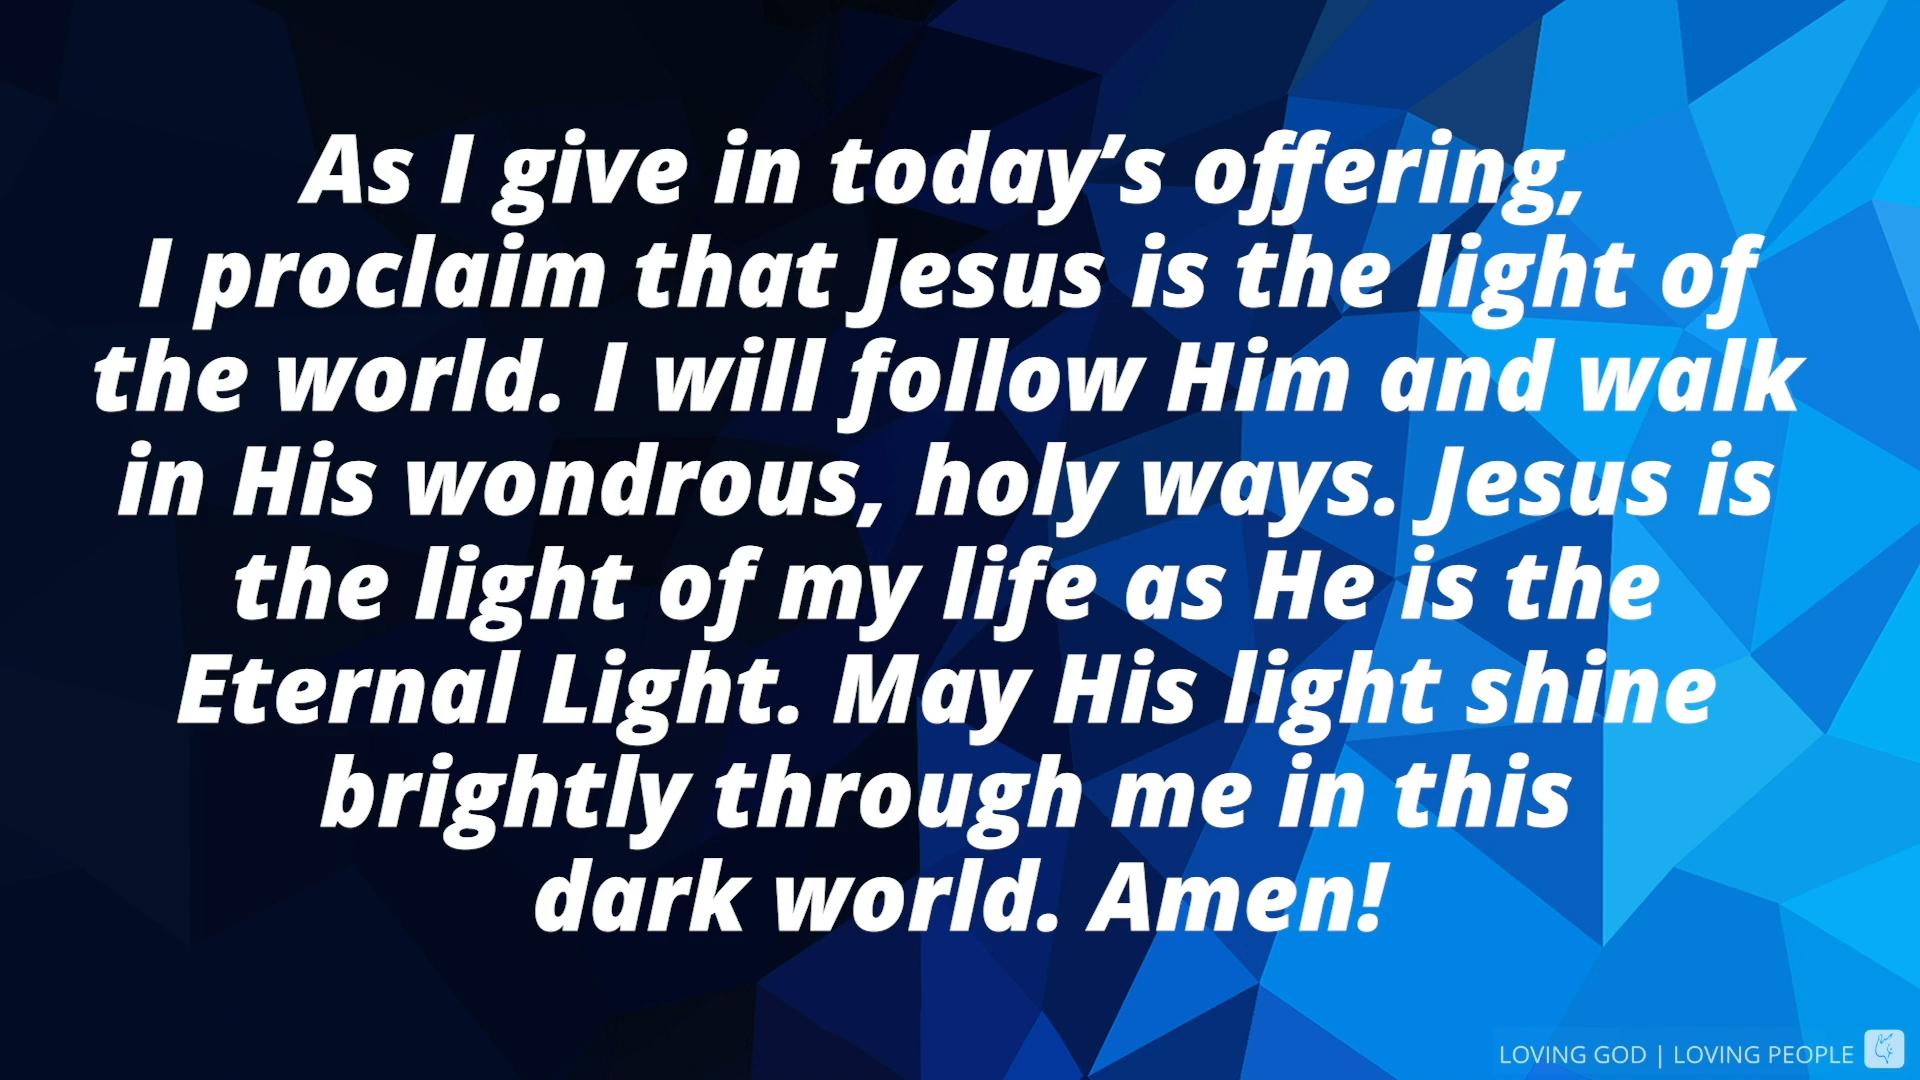 As I give in today’s offering,
I proclaim that Jesus is the light of
the world. I will follow Him and walk
in His wondrous, holy ways. Jesus is
the light of my life as He is the
Eternal Light. May His light shine
brightly through me in this
dark world. Amen!
LOVING GOD | LOVING PEOPLE